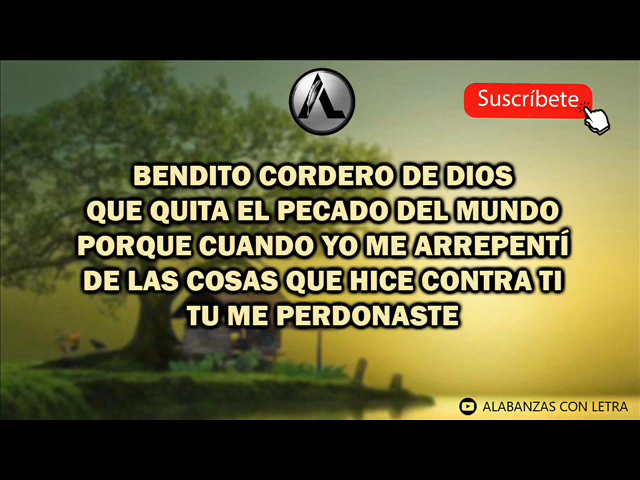 Suscríbete
BENDITO CORDERO DE DIOS
QUE QUITA EL PECADO DEL MUNDO
PORQUE CUANDO YO ME ARREPENTÍ
DE LAS COSAS QUE HICE CONTRA TI
TU ME PERDONASTE
ALABANZAS CON LETRA